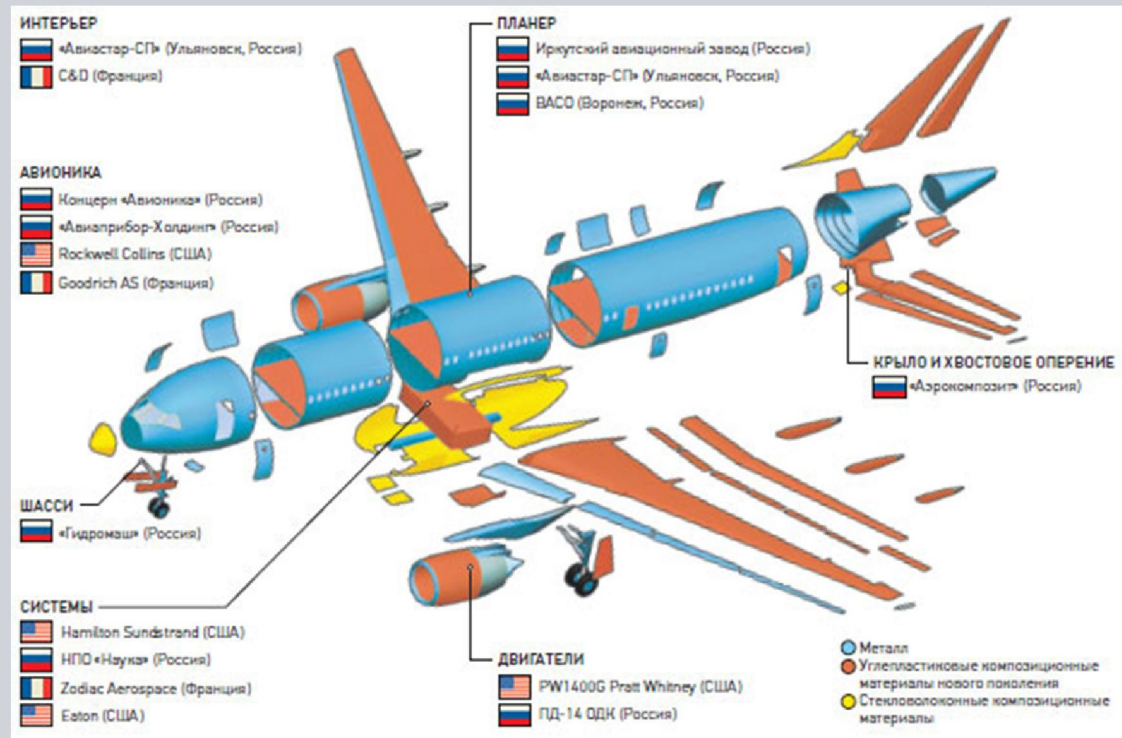 ИНТЕРЬЕР
«Авиастар-СП» (Ульяновск, Россия)
C&D (Франция)
АВИОНИКА
Концерн «Авионика» (Россия)
«Авиаприбор-Холдинг» (Россия)
Rockwell Collins (США)
Goodrich AS (Франция)
ПЛАНЕР
Иркутский авиационный завод (Россия)
«Авиастар-СП» (Ульяновск, Россия)
ВАСО (Воронеж, Россия)
КРЫЛО И ХВОСТОВОЕ ОПЕРЕНИЕ
«Аэрокомпозит» (Россия)
ШАССИ
«Гидромаш» (Россия)
СИСТЕМЫ
Hamilton Sundstrand (США)
НПО «Наука» (Россия)
Zodiac Aerospace (Франция)
Eaton (США)
ДВИГАТЕЛИ
PW1400G Pratt Whitney (США)
ПД-14 ОДК (Россия)
Металл
Углепластиковые композиционные
материалы нового поколения
Стекловолоконные композиционные
материалы